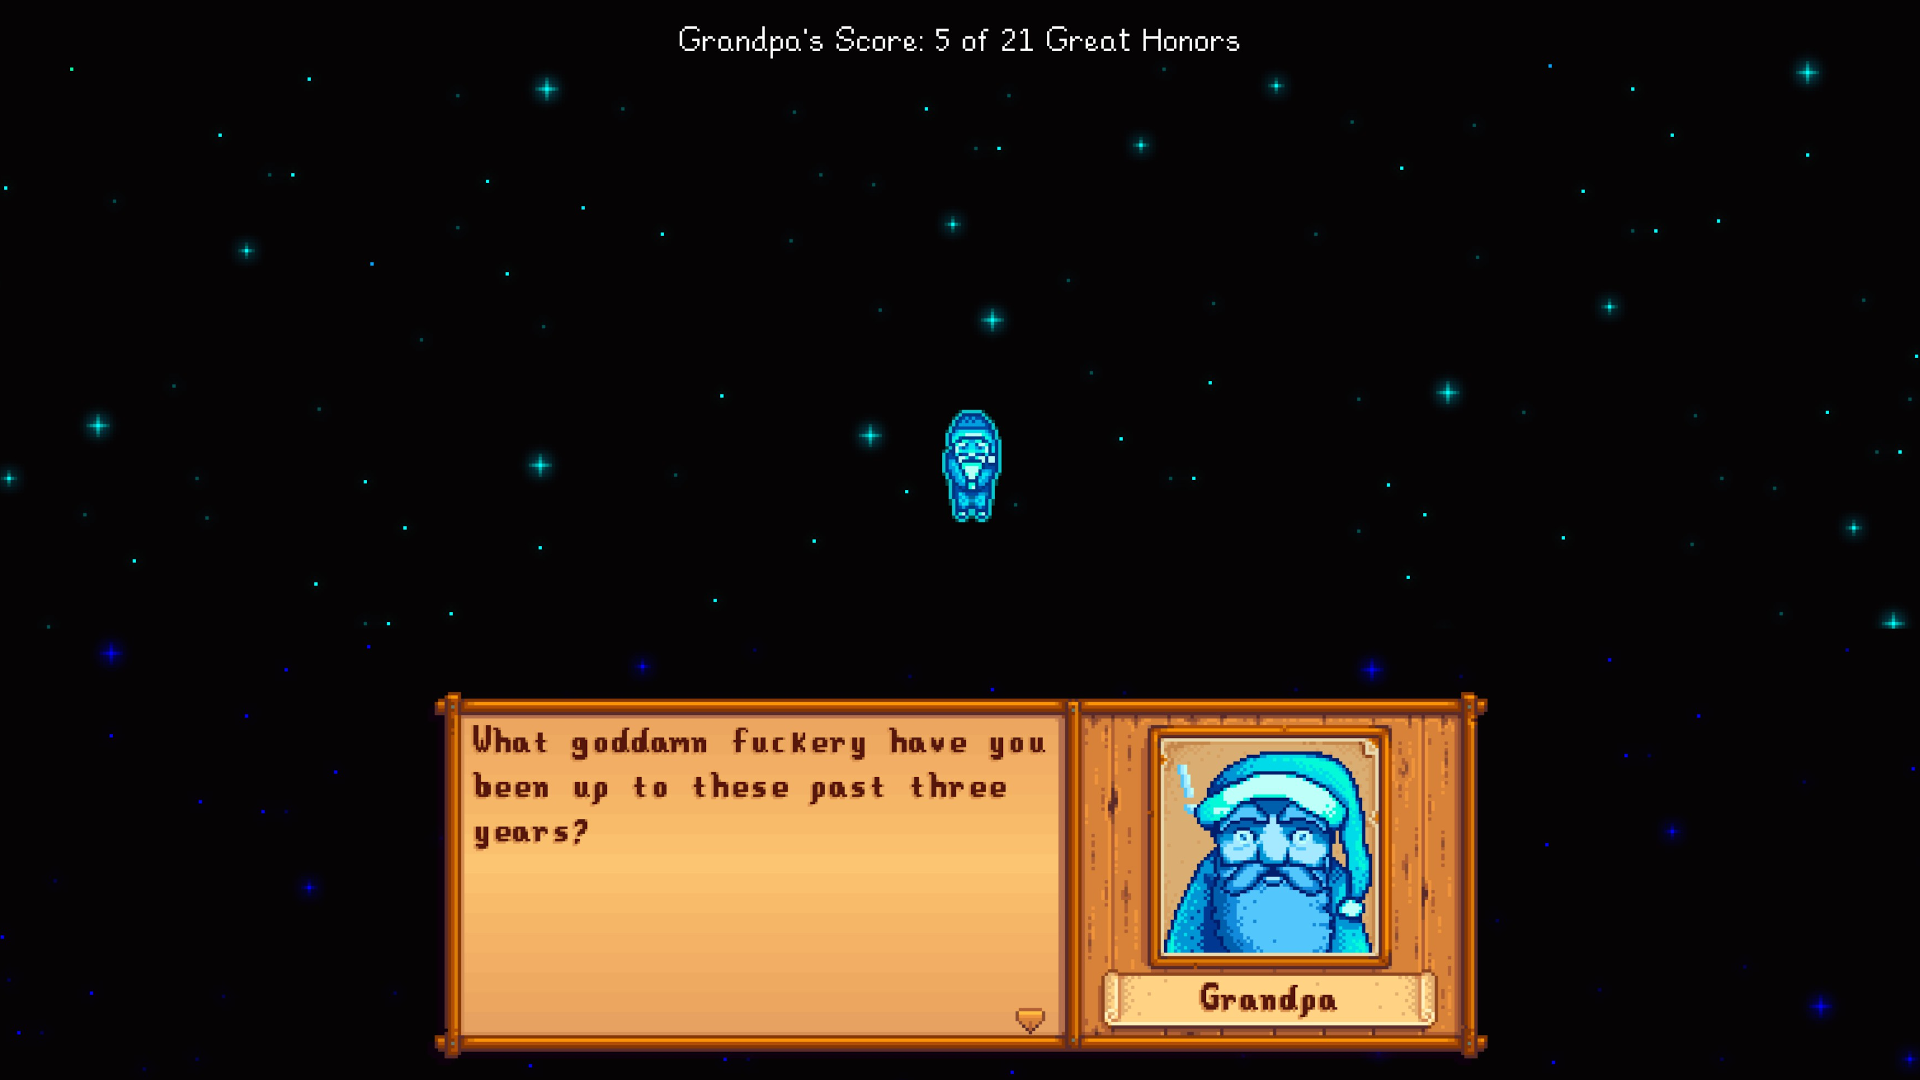 Grandpa's Score: 5 of 21 Great Honors
What goddamn fuckery have you
been up to these past three
years?
Grandpa